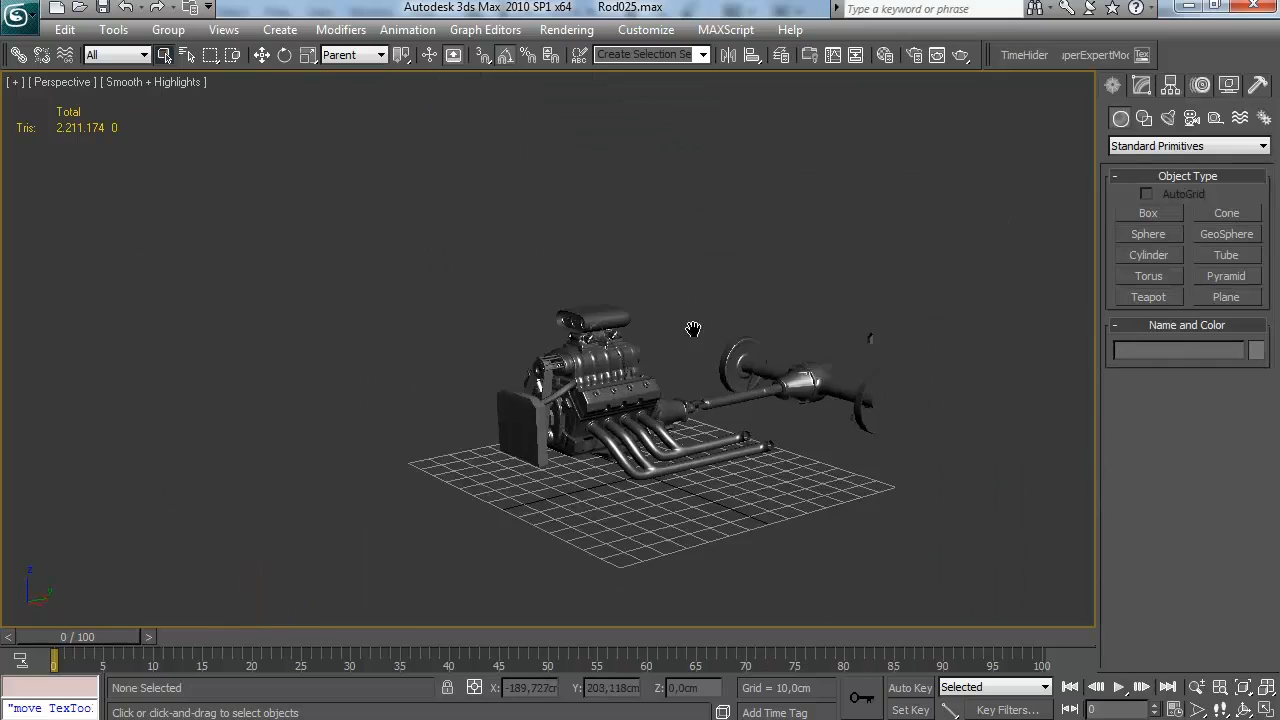 Autodesk 3ds Max 2010 SP1 x64 Rod025.max
Type a keyword or phrase
Edit Tools Group Views Create Modifiers Animation Graph Editors Rendering Customize MAXScript Help
All Parent Create Selection Se TimeHider perExpertMo Tex
[ + ] [ Perspective ] [ Smooth + Highlights ]
Total
Tris: 2.211.174 0
Standard Primitives
- Object Type
AutoGrid
Box Cone
Sphere GeoSphere
Cylinder Tube
Torus Pyramid
Teapot Plane
- Name and Color
z
y
< 0 / 100 >
0 5 10 15 20 25 30 35 40 45 50 55 60 65 70 75 80 85 90 95 100
None Selected X: -189,727cm Y: 203,118cm Z: 0,0cm Grid = 10,0cm Auto Key Selected
"move TexTool Click or click-and-drag to select objects Add Time Tag Set Key Key Filters... 0